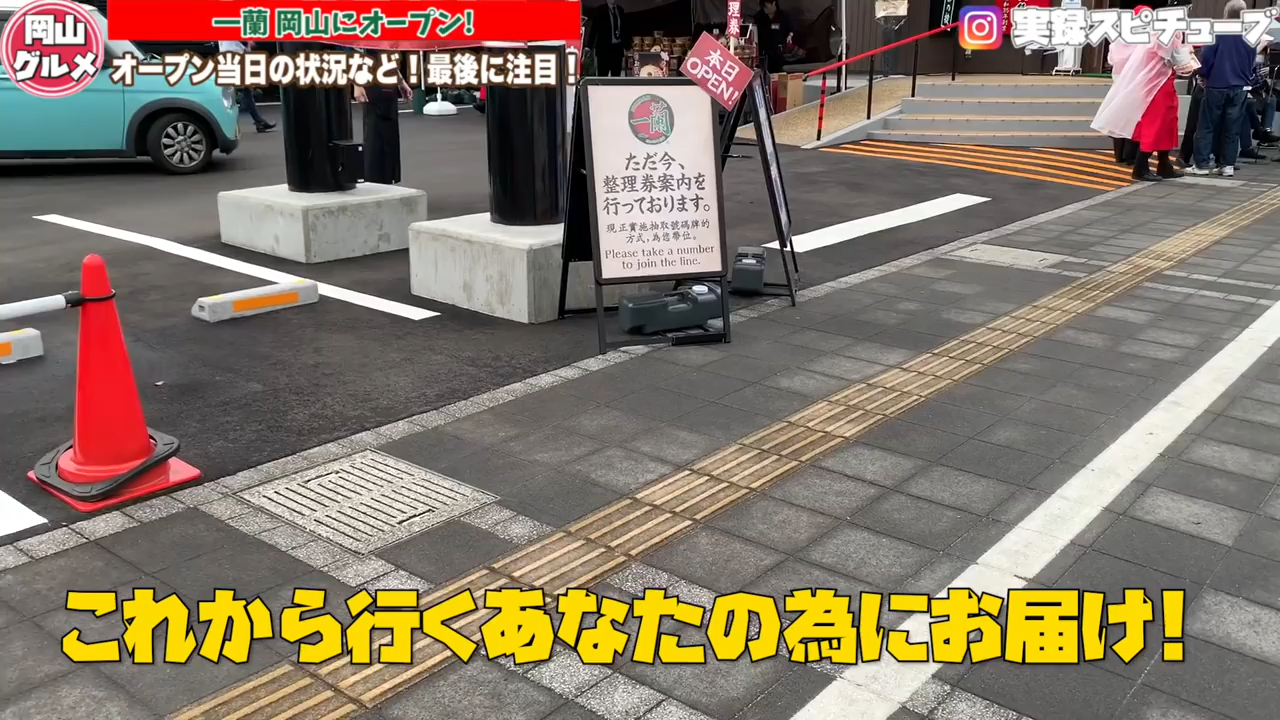 岡山
グルメ
一蘭 岡山にオープン!
オープン当日の状況など!最後に注目!
実録スピチューブ
理券
本日
OPEN!
一蘭
ただ今、
整理券案内を
行っております。
現正實施抽取號碼牌的
方式,為您帶位。
Please take a number
to join the line.
これから行くあなたの為にお届け!